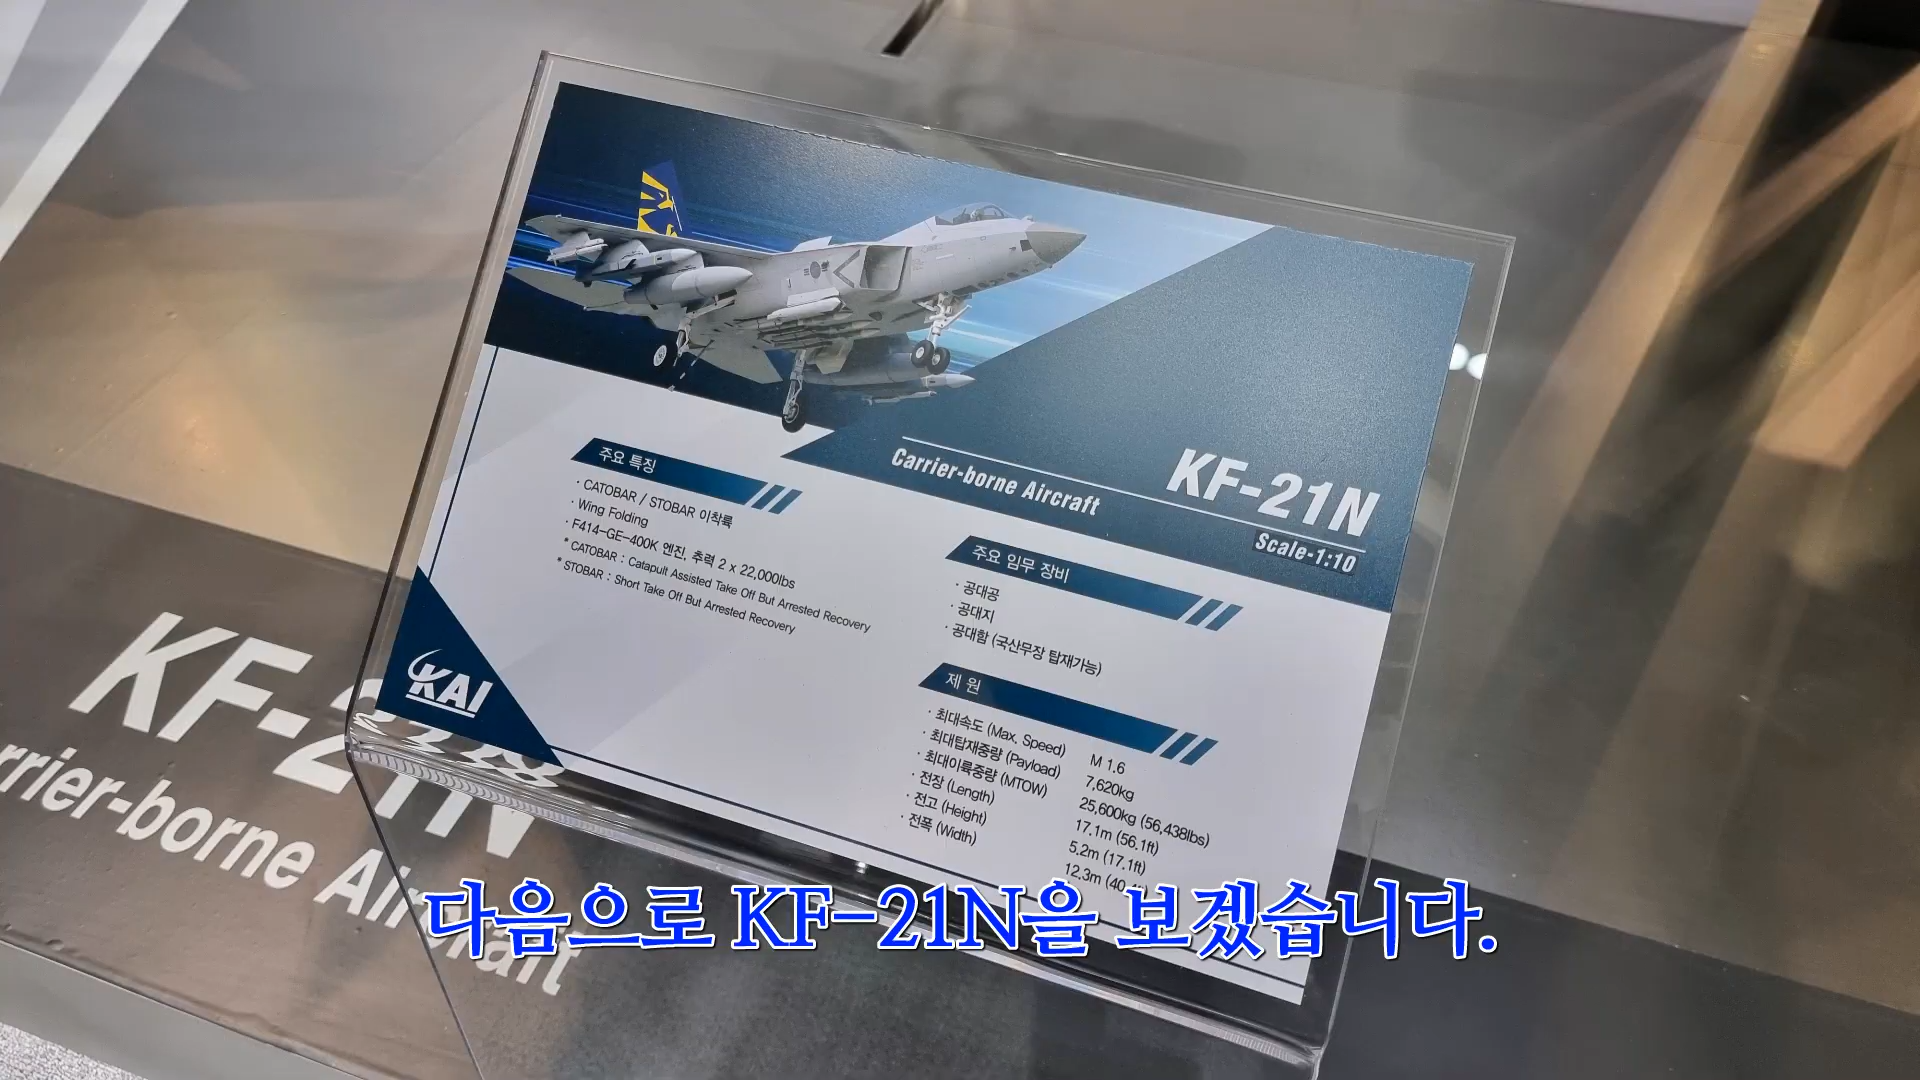 KF-21N
Carrier-borne Aircraft
Scale-1:10
주요 특징
· CATOBAR / STOBAR 이착륙
· Wing Folding
· F414-GE-400K 엔진, 추력 2 x 22,000lbs
* CATOBAR : Catapult Assisted Take Off But Arrested Recovery
* STOBAR : Short Take Off But Arrested Recovery
주요 임무 장비
· 공대공
· 공대지
· 공대함 (국산무장 탑재가능)
제 원
· 최대속도 (Max. Speed) M 1.6
· 최대탑재중량 (Payload) 7,620kg
· 최대이륙중량 (MTOW) 25,600kg (56,438lbs)
· 전장 (Length) 17.1m (56.1ft)
· 전고 (Height) 5.2m (17.1ft)
· 전폭 (Width) 12.3m
KAI
KF-21N
rrier-borne Aircraft
다음으로 KF-21N을 보겠습니다.